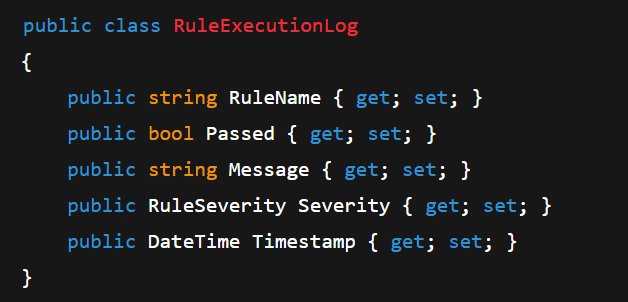 public class RuleExecutionLog
{
    public string RuleName { get; set; }
    public bool Passed { get; set; }
    public string Message { get; set; }
    public RuleSeverity Severity { get; set; }
    public DateTime Timestamp { get; set; }
}